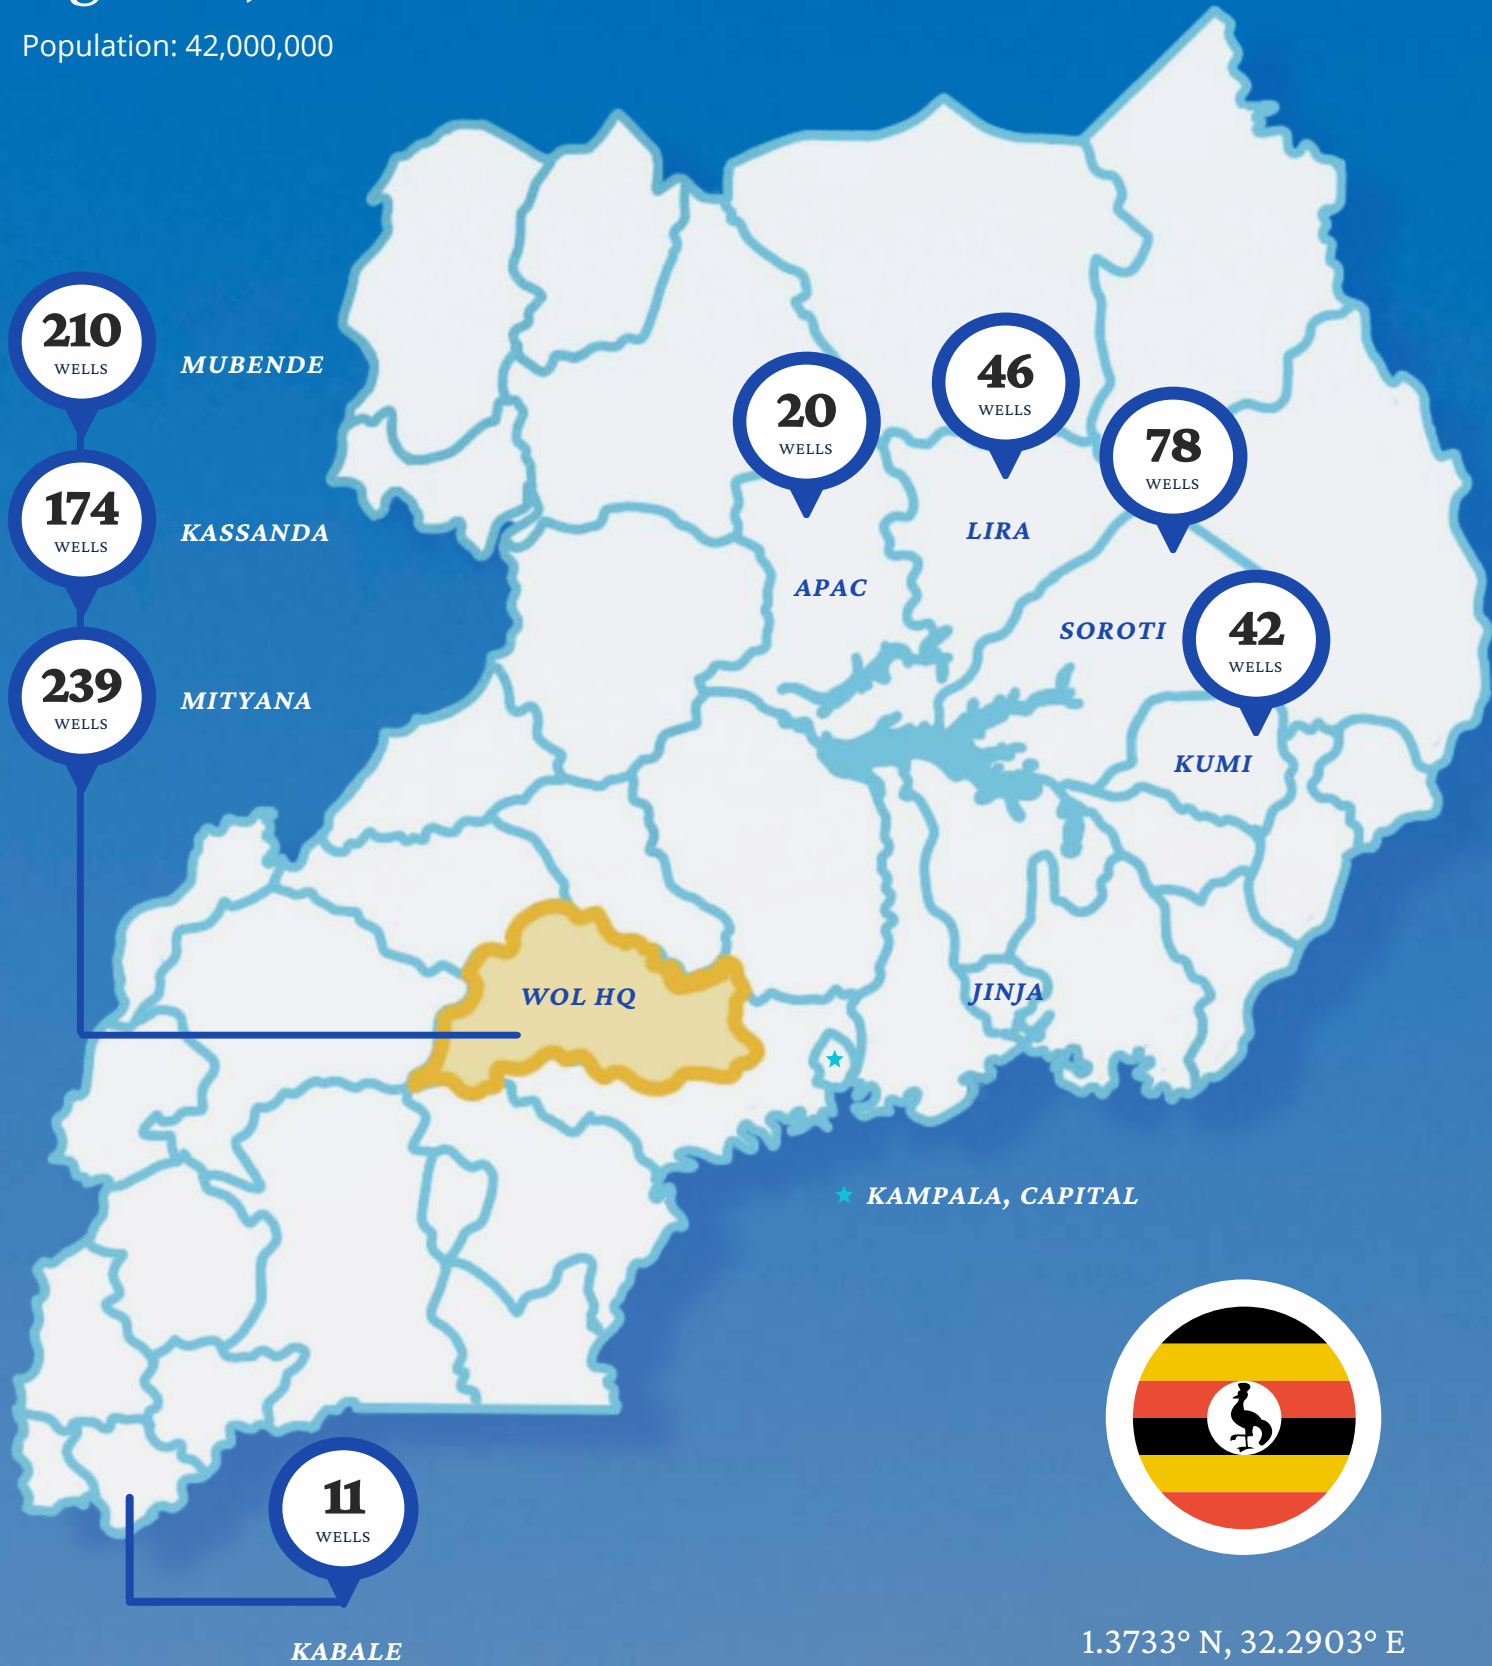 Population: 42,000,000
210
WELLS
MUBENDE
174
WELLS
KASSANDA
239
WELLS
MITYANA
20
WELLS
APAC
46
WELLS
LIRA
78
WELLS
SOROTI
42
WELLS
KUMI
WOL HQ
JINJA
KAMPALA, CAPITAL
11
WELLS
KABALE
1.3733° N, 32.2903° E